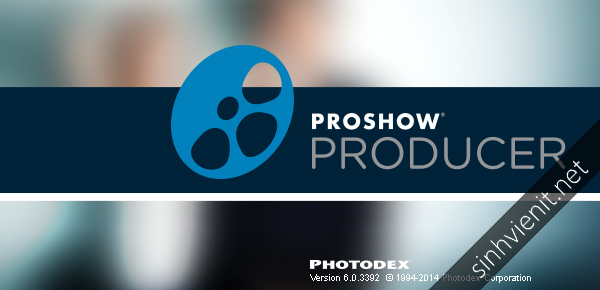 PROSHOW®
PRODUCER
PHOTODEX®
Version 6.0.3392 © 1994-2014 Photodex Corporation
sinhvienit.net